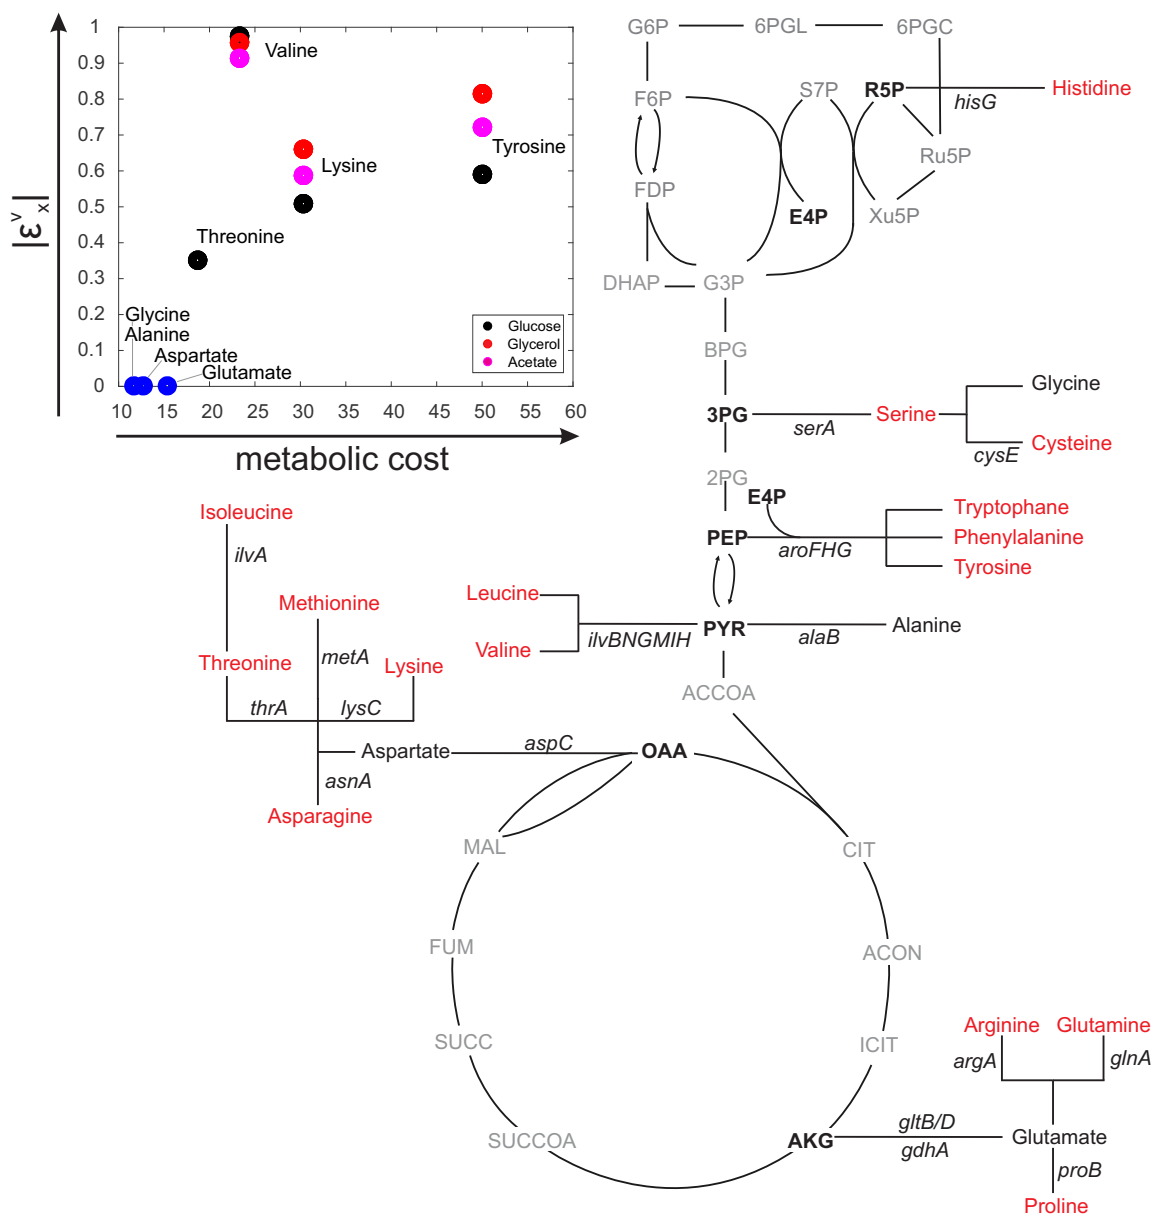 1
0.9
0.8
0.7
0.6
0.5
0.4
0.3
0.2
0.1
0
|ε^v_x|
Valine
Tyrosine
Lysine
Threonine
Glycine
Alanine
Aspartate
Glutamate
Glucose
Glycerol
Acetate
10 15 20 25 30 35 40 45 50 55 60
metabolic cost
G6P 6PGL 6PGC
F6P S7P R5P hisG Histidine
Ru5P
FDP E4P Xu5P
DHAP G3P
BPG
3PG serA Serine Glycine
cysE Cysteine
2PG
E4P
PEP aroFHG
Tryptophane
Phenylalanine
Tyrosine
Isoleucine
ilvA
Methionine
Threonine metA Lysine
thrA lysC
Leucine
Valine
ilvBNGMIH PYR alaB Alanine
ACCOA
Aspartate aspC OAA
asnA
Asparagine
MAL CIT
FUM ACON
SUCC ICIT
SUCCOA AKG
gltB/D
gdhA
Arginine Glutamine
argA glnA
Glutamate
proB
Proline